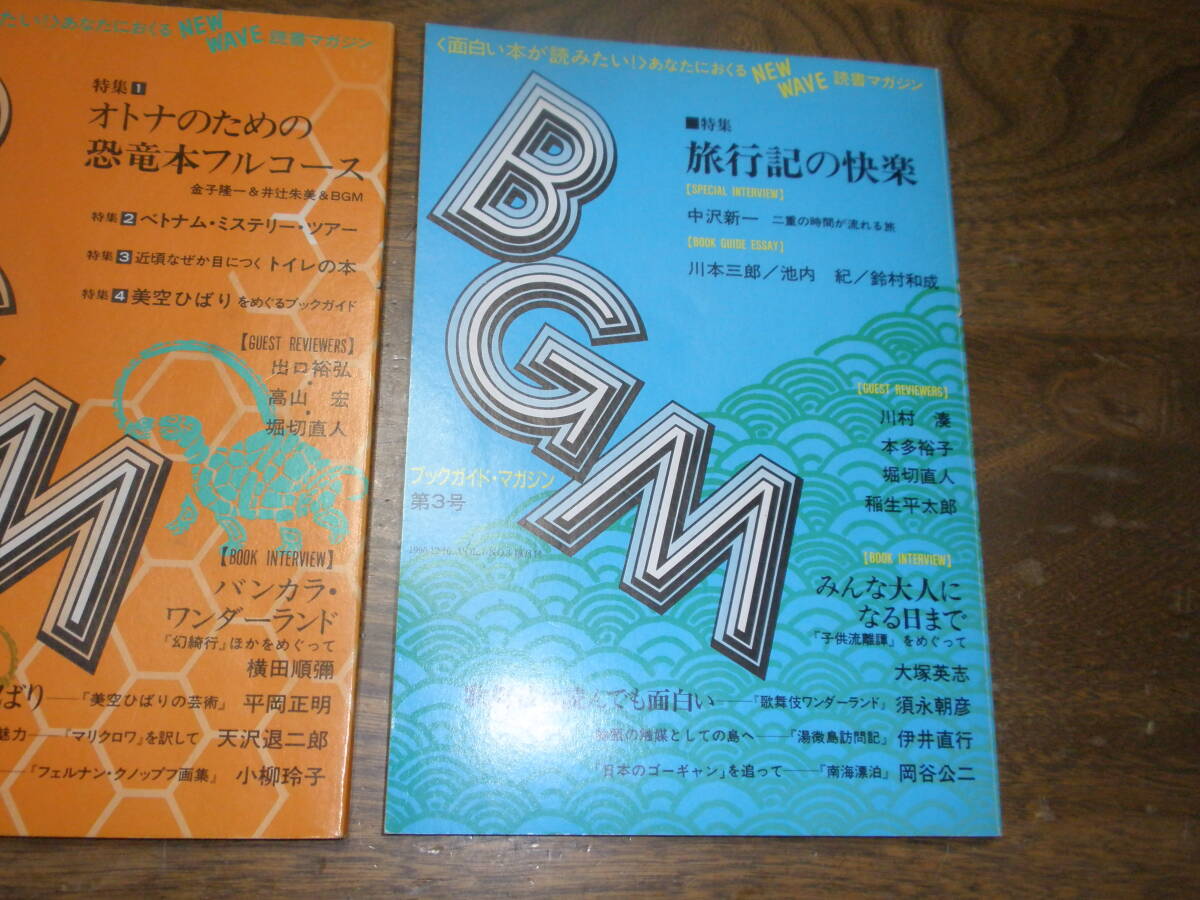 たい!>あなたにおくる NEW WAVE 読書マガジン
特集1
オトナのための
恐竜本フルコース
金子隆一&井辻朱美&BGM
特集2 ベトナム・ミステリー・ツアー
特集3 近頃なぜか目につくトイレの本
特集4 美空ひばりをめぐるブックガイド
【GUEST REVIEWERS】
出口裕弘
・
高山 宏
・
堀切直人
【BOOK INTERVIEW】
バンカラ・
ワンダーランド
「幻綺行」ほかをめぐって
横田順彌
ばり——「美空ひばりの芸術」 平岡正明
魅力——「マリクロワ」を訳して 天沢退二郎
「フェルナン・クノップフ画集」 小柳玲子
M
<面白い本が読みたい!>あなたにおくる NEW WAVE 読書マガジン
BGM
■特集
旅行記の快楽
【SPECIAL INTERVIEW】
中沢新一 二重の時間が流れる旅
【BOOK GUIDE ESSAY】
川本三郎/池内 紀/鈴村和成
【GUEST REVIEWERS】
川村 湊
本多裕子
堀切直人
稲生平太郎
ブックガイド・マガジン
第3号
【BOOK INTERVIEW】
みんな大人に
なる日まで
「子供流離譚」をめぐって
大塚英志
読んでも面白い——「歌舞伎ワンダーランド」 須永朝彦
媒としての島へ——「湯微島訪問記」 伊井直行
「日本のゴーギャン」を追って——「南海漂泊」 岡谷公二